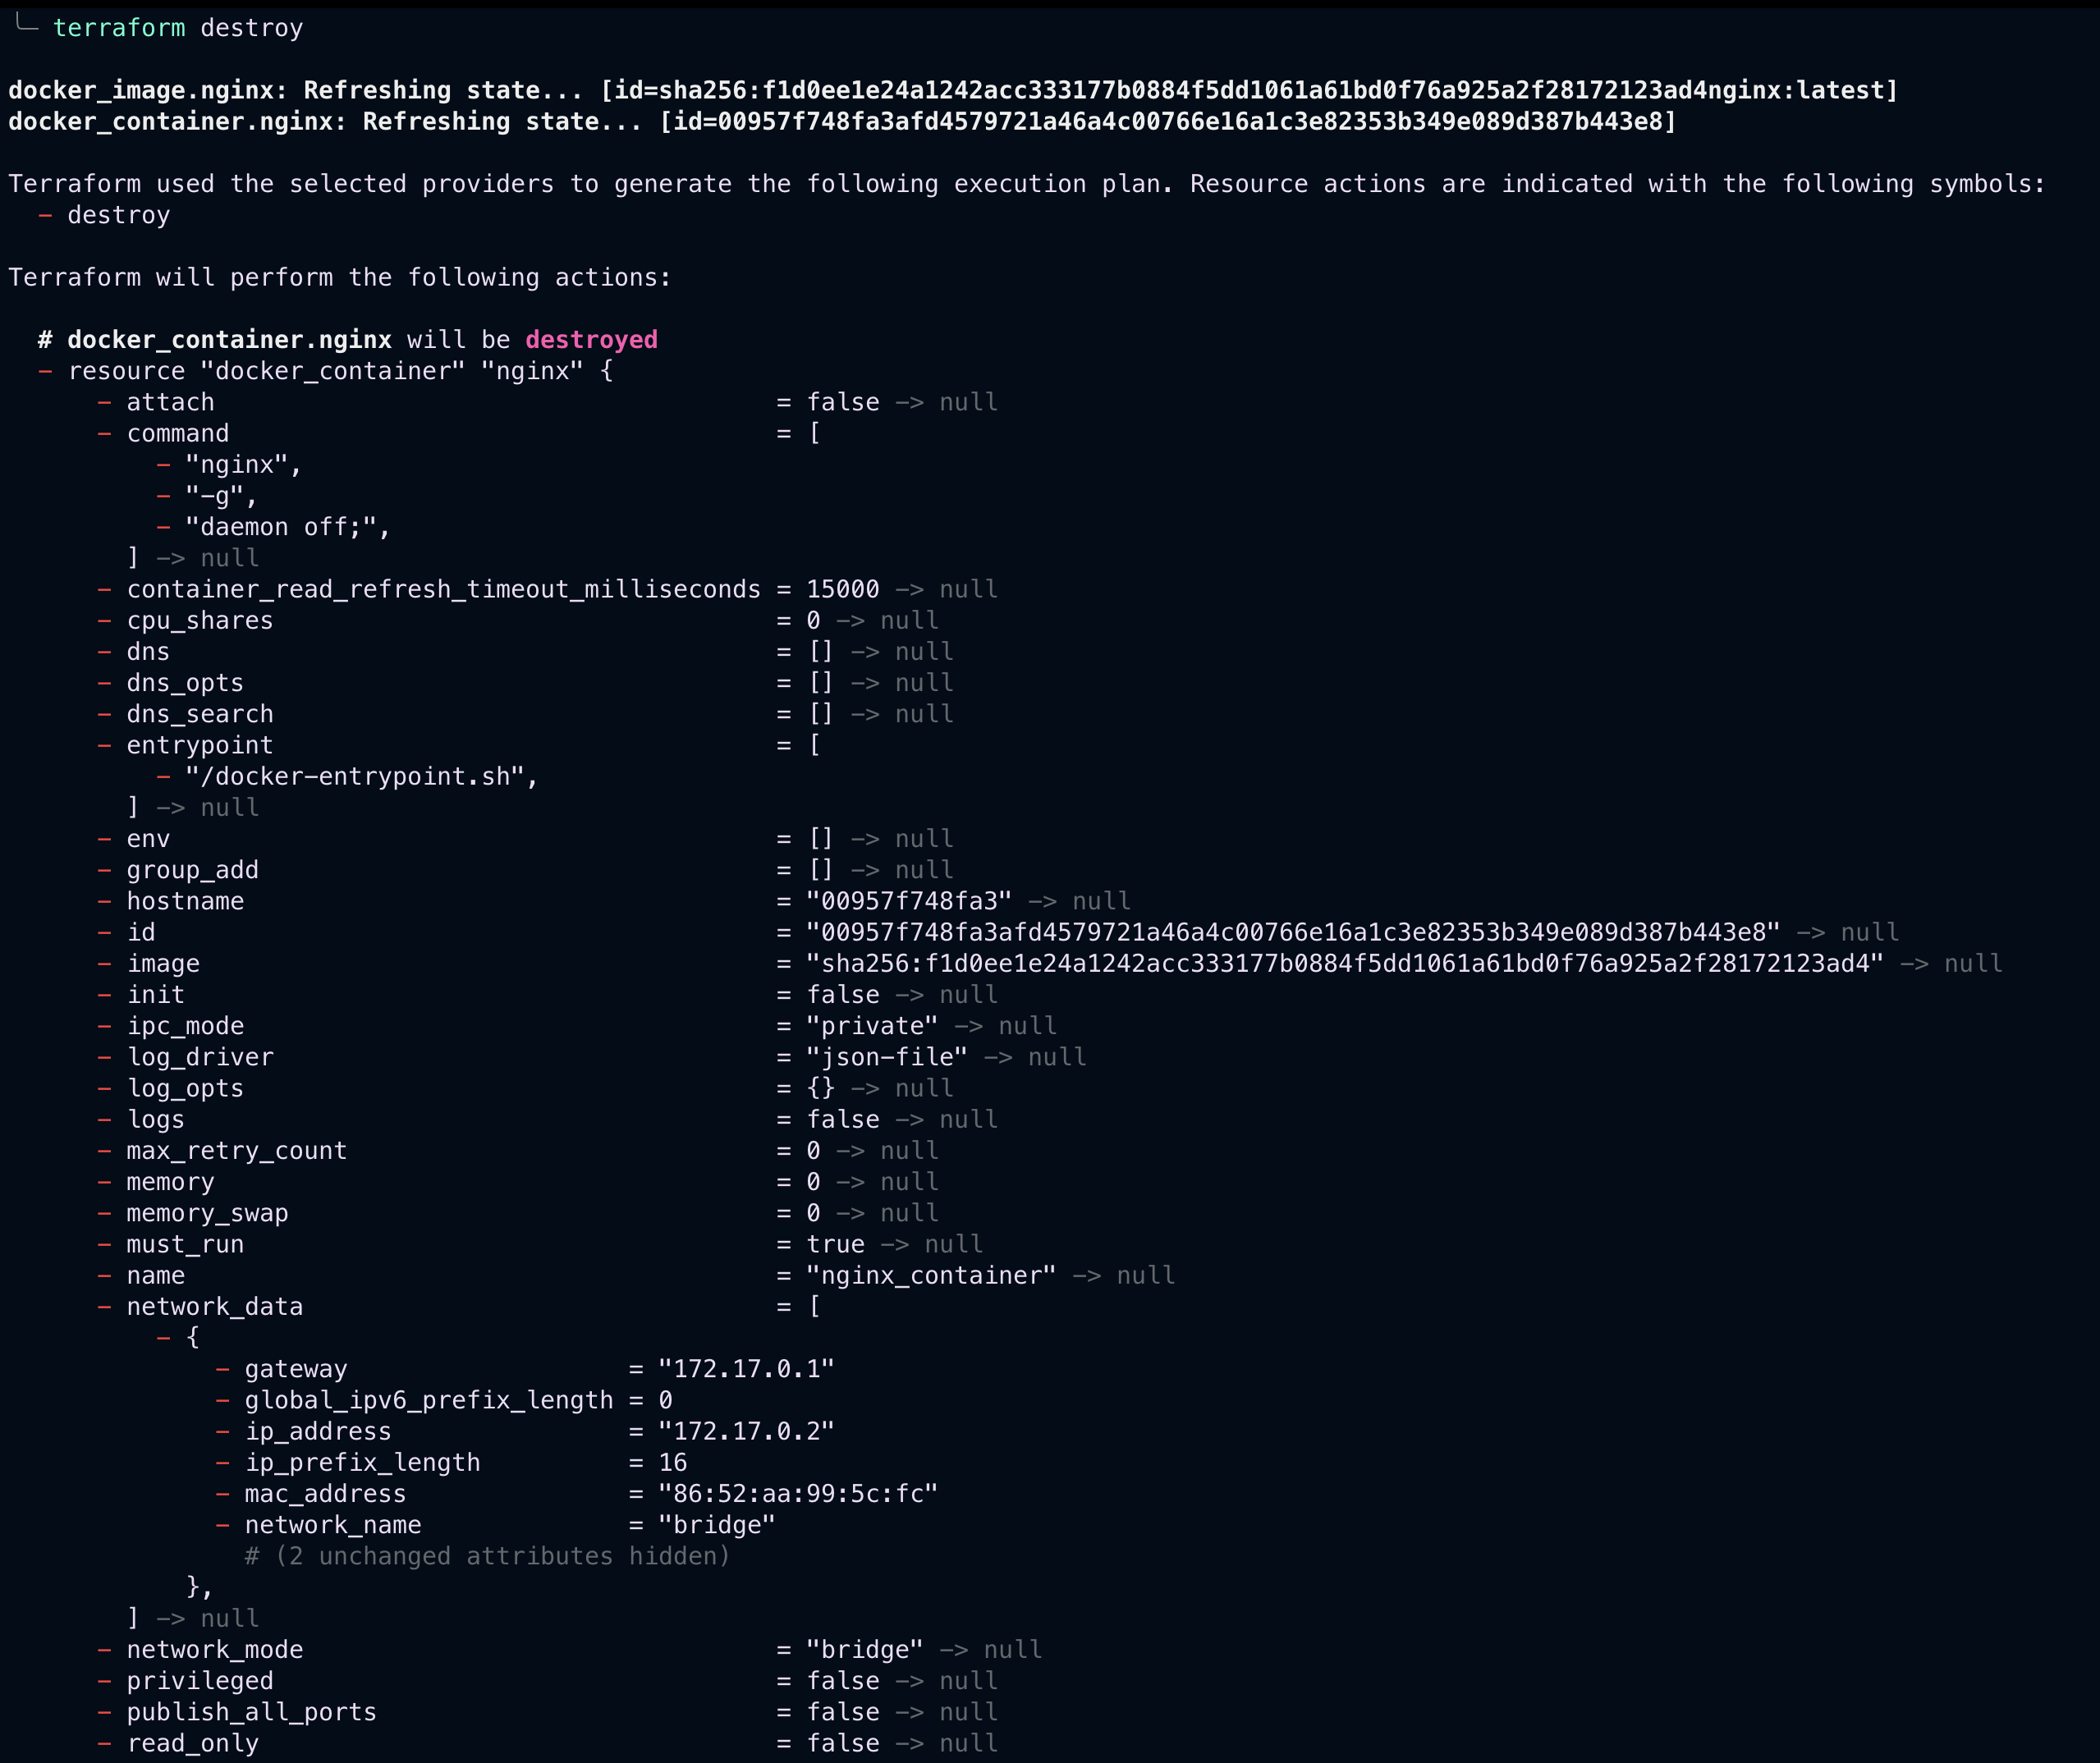 ╰─ terraform destroy
docker_image.nginx: Refreshing state... [id=sha256:f1d0ee1e24a1242acc333177b0884f5dd1061a61bd0f76a925a2f28172123ad4nginx:latest]
docker_container.nginx: Refreshing state... [id=00957f748fa3afd4579721a46a4c00766e16a1c3e82353b349e089d387b443e8]
Terraform used the selected providers to generate the following execution plan. Resource actions are indicated with the following symbols:
  - destroy
Terraform will perform the following actions:
  # docker_container.nginx will be destroyed
  - resource "docker_container" "nginx" {
      - attach                                      = false -> null
      - command                                     = [
          - "nginx",
          - "-g",
          - "daemon off;",
        ] -> null
      - container_read_refresh_timeout_milliseconds = 15000 -> null
      - cpu_shares                                  = 0 -> null
      - dns                                         = [] -> null
      - dns_opts                                    = [] -> null
      - dns_search                                  = [] -> null
      - entrypoint                                  = [
          - "/docker-entrypoint.sh",
        ] -> null
      - env                                         = [] -> null
      - group_add                                   = [] -> null
      - hostname                                    = "00957f748fa3" -> null
      - id                                          = "00957f748fa3afd4579721a46a4c00766e16a1c3e82353b349e089d387b443e8" -> null
      - image                                       = "sha256:f1d0ee1e24a1242acc333177b0884f5dd1061a61bd0f76a925a2f28172123ad4" -> null
      - init                                        = false -> null
      - ipc_mode                                    = "private" -> null
      - log_driver                                  = "json-file" -> null
      - log_opts                                    = {} -> null
      - logs                                        = false -> null
      - max_retry_count                             = 0 -> null
      - memory                                      = 0 -> null
      - memory_swap                                 = 0 -> null
      - must_run                                    = true -> null
      - name                                        = "nginx_container" -> null
      - network_data                                = [
          - {
              - gateway                   = "172.17.0.1"
              - global_ipv6_prefix_length = 0
              - ip_address                = "172.17.0.2"
              - ip_prefix_length          = 16
              - mac_address               = "86:52:aa:99:5c:fc"
              - network_name              = "bridge"
                # (2 unchanged attributes hidden)
            },
        ] -> null
      - network_mode                                = "bridge" -> null
      - privileged                                  = false -> null
      - publish_all_ports                           = false -> null
      - read_only                                   = false -> null